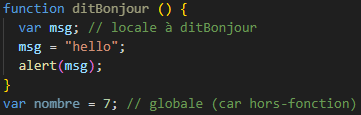 function ditBonjour () {
  var msg; // locale à ditBonjour
  msg = "hello";
  alert(msg);
}
var nombre = 7; // globale (car hors-fonction)